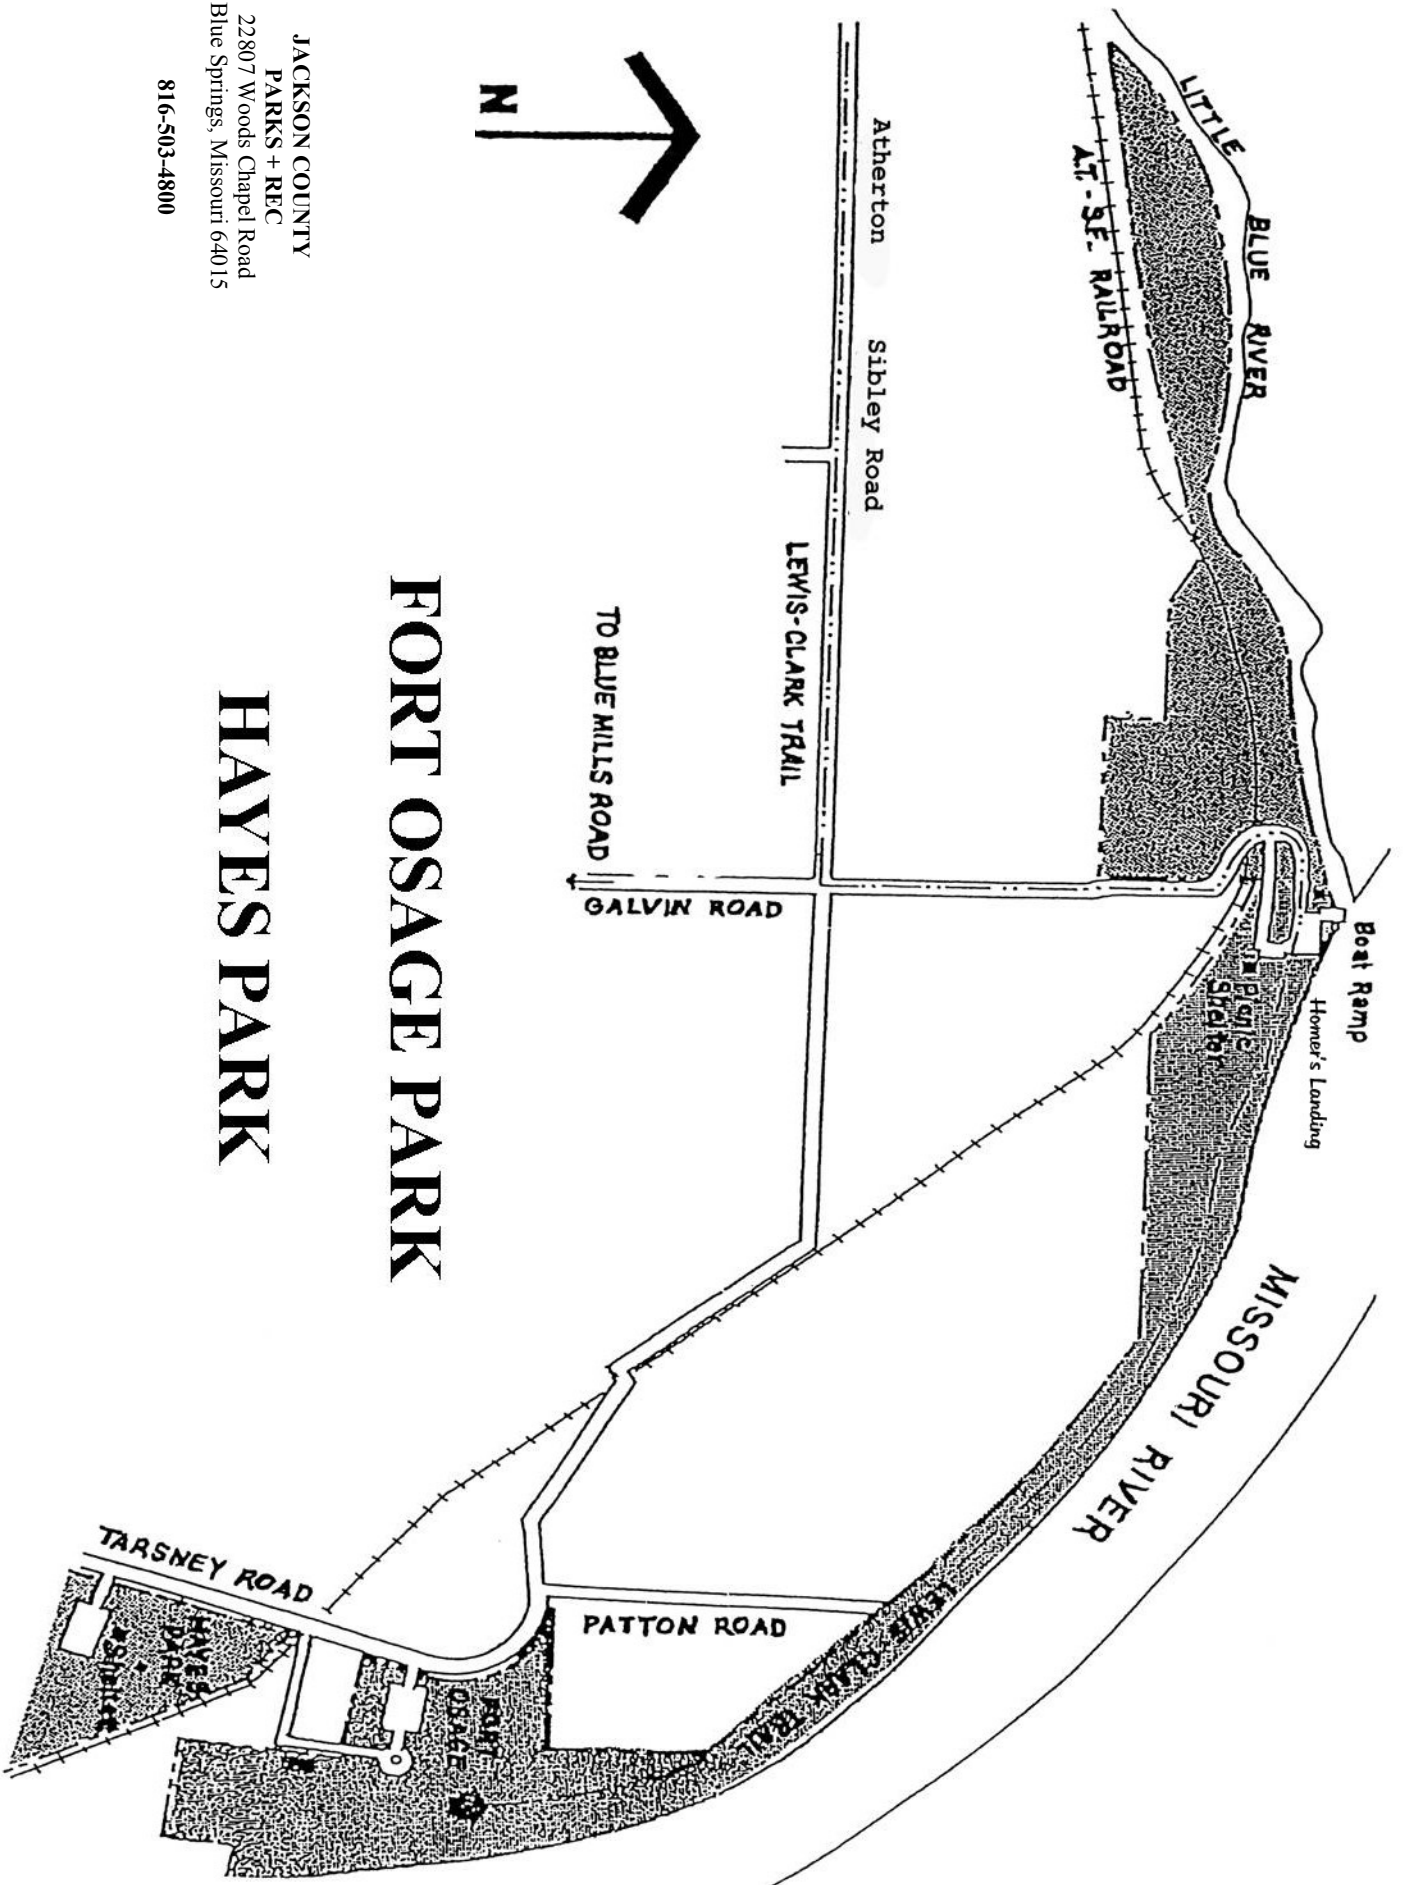 LITTLE BLUE RIVER
A.T. - S.F. RAILROAD
Boat Ramp
Homer's Landing
Picnic
Shelter
MISSOURI RIVER
Atherton Sibley Road
LEWIS-CLARK TRAIL
TO BLUE MILLS ROAD
GALVIN ROAD
N
PATTON ROAD
LEWIS CLARK TRAIL
FORT
OSAGE
TARSNEY ROAD
HAYES
PARK
Shelter
FORT OSAGE PARK
HAYES PARK
JACKSON COUNTY
PARKS + REC
22807 Woods Chapel Road
Blue Springs, Missouri 64015
816-503-4800